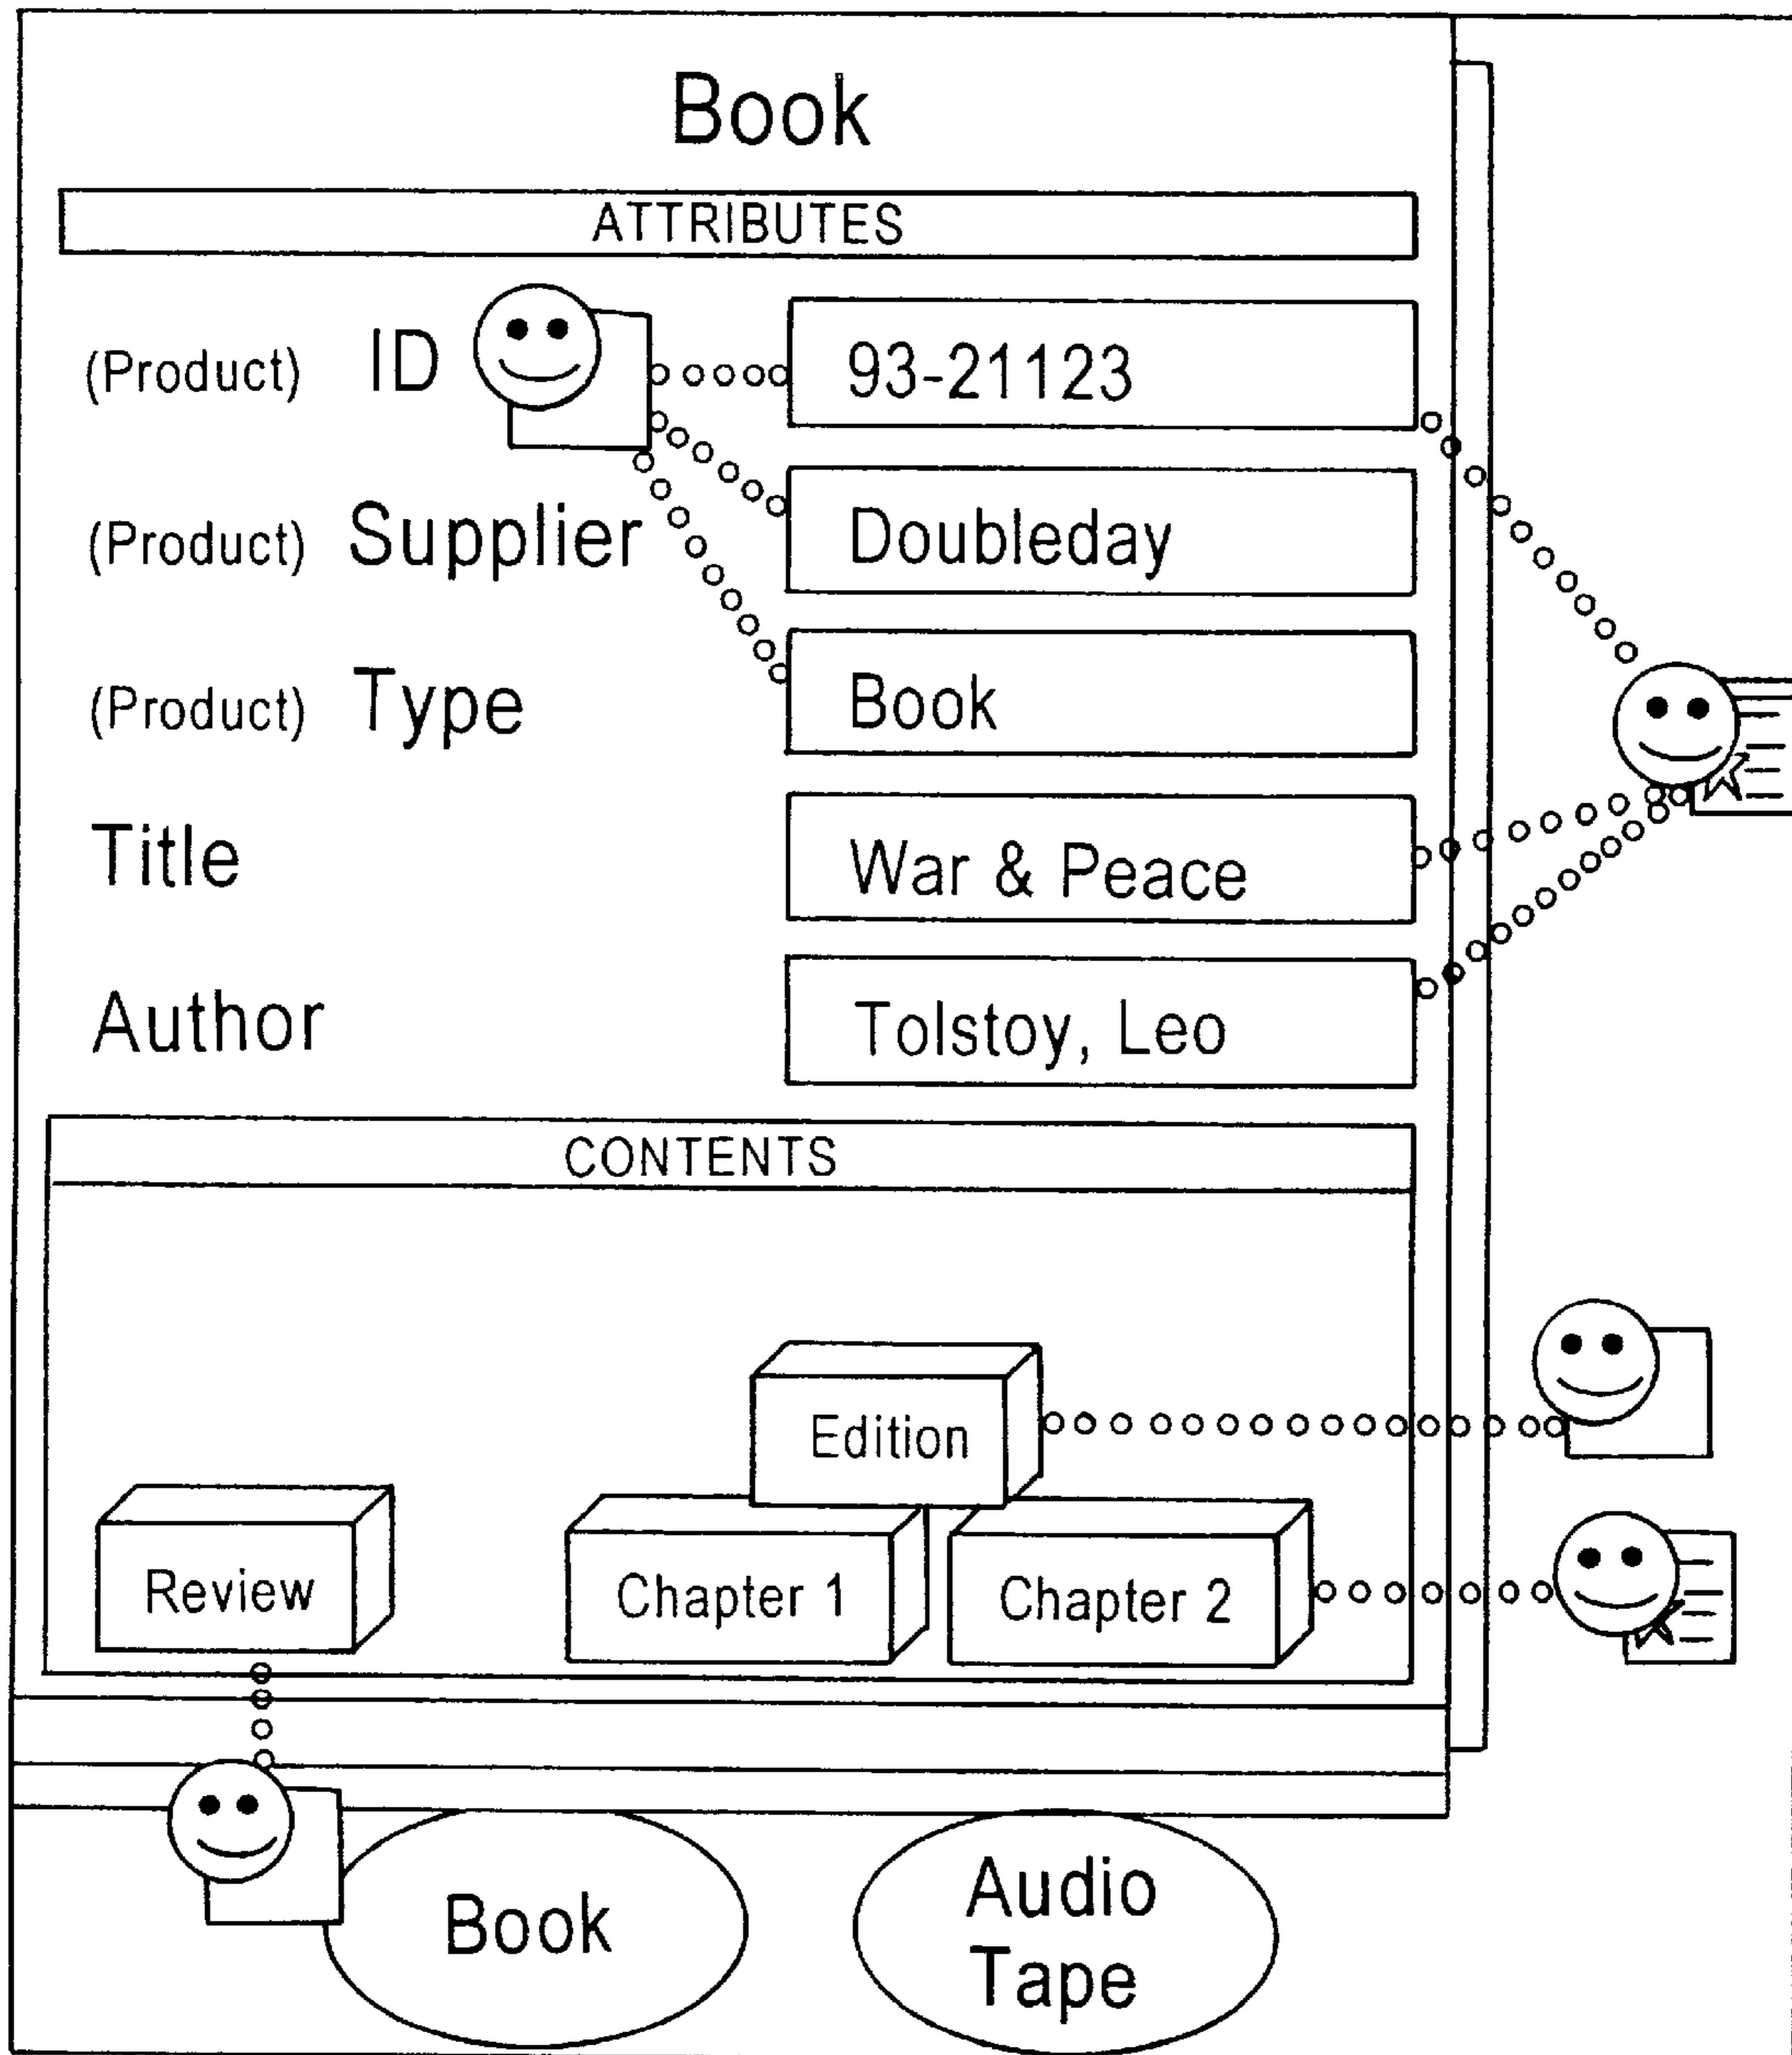 Book
ATTRIBUTES
(Product) ID 93-21123
(Product) Supplier Doubleday
(Product) Type Book
Title War & Peace
Author Tolstoy, Leo
CONTENTS
Edition
Review Chapter 1 Chapter 2
Book
Audio
Tape